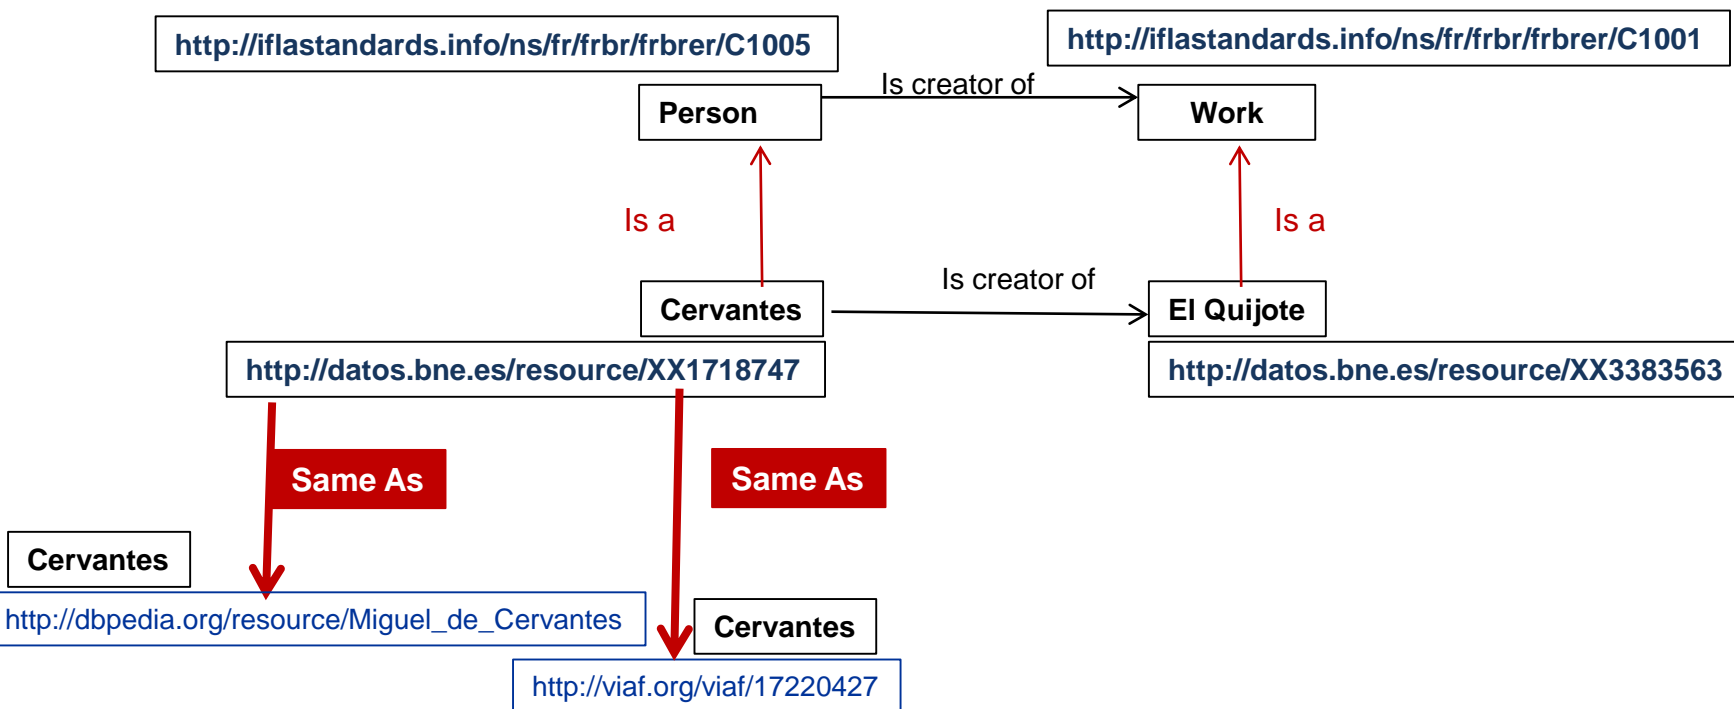 http://iflastandards.info/ns/fr/frbr/frbrer/C1005
http://iflastandards.info/ns/fr/frbr/frbrer/C1001
Person
Is creator of
Work
Is a
Is a
Cervantes
Is creator of
El Quijote
http://datos.bne.es/resource/XX1718747
http://datos.bne.es/resource/XX3383563
Same As
Same As
Cervantes
http://dbpedia.org/resource/Miguel_de_Cervantes
Cervantes
http://viaf.org/viaf/17220427